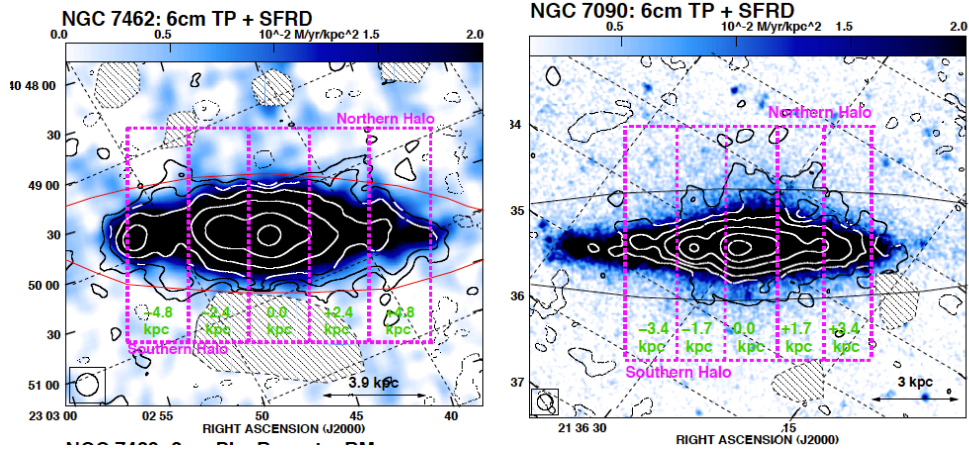 NGC 7462: 6cm TP + SFRD
0.0 0.5 10^-2 M/yr/kpc^2 1.5 2.0
40 48 00
30
49 00
30
50 00
30
51 00
Northern Halo
−4.8 kpc
−2.4 kpc
0.0 kpc
+2.4 kpc
+4.8 kpc
Southern Halo
3.9 kpc
23 03 00 02 55 50 45 40
RIGHT ASCENSION (J2000)
NGC 7090: 6cm TP + SFRD
0.5 10^-2 M/yr/kpc^2 1.5 2.0
34
35
36
37
Northern Halo
−3.4 kpc
−1.7 kpc
0.0 kpc
+1.7 kpc
+3.4 kpc
Southern Halo
3 kpc
21 36 30 15
RIGHT ASCENSION (J2000)